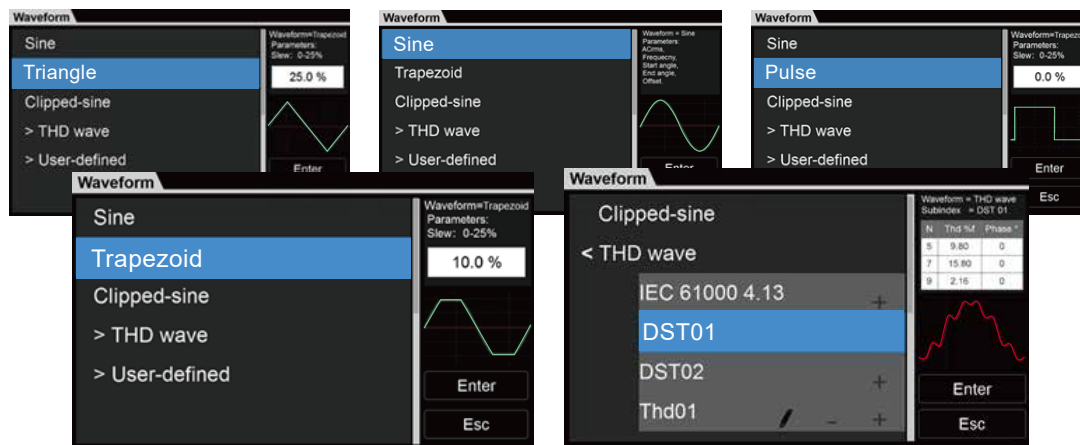 Waveform
Sine
Triangle
Clipped-sine
> THD wave
> User-defined
Waveform=Trapezoid
Parameters:
Slew: 0-25%
25.0 %
Enter
Waveform
Sine
Trapezoid
Clipped-sine
> THD wave
> User-defined
Waveform = Sine
Parameters:
ACrms,
Frequecny,
Start angle,
End angle,
Offset.
Enter
Waveform
Sine
Pulse
Clipped-sine
> THD wave
> User-defined
Waveform=Trapezo
Parameters:
Slew: 0-25%
0.0 %
Enter
Esc
Waveform
Sine
Trapezoid
Clipped-sine
> THD wave
> User-defined
Waveform=Trapezoid
Parameters:
Slew: 0-25%
10.0 %
Enter
Esc
Waveform
Clipped-sine
< THD wave
IEC 61000 4.13 +
DST01
DST02 +
Thd01 - +
Waveform = THD wave
Subindex = DST 01
N Thd %f Phase °
5 9.80 0
7 15.80 0
9 2.16 0
Enter
Esc